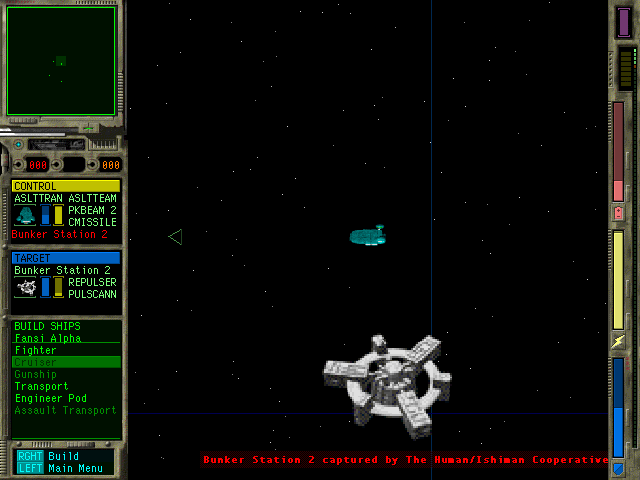 000 000
CONTROL
ASLTTRAN ASLTTEAM
PKBEAM 2
CMISSILE
Bunker Station 2
TARGET
Bunker Station 2
REPULSER
PULSCANN
BUILD SHIPS
Fansi Alpha
Fighter
Cruiser
Gunship
Transport
Engineer Pod
Assault Transport
RGHT Build
LEFT Main Menu
Bunker Station 2 captured by The Human/Ishiman Cooperative